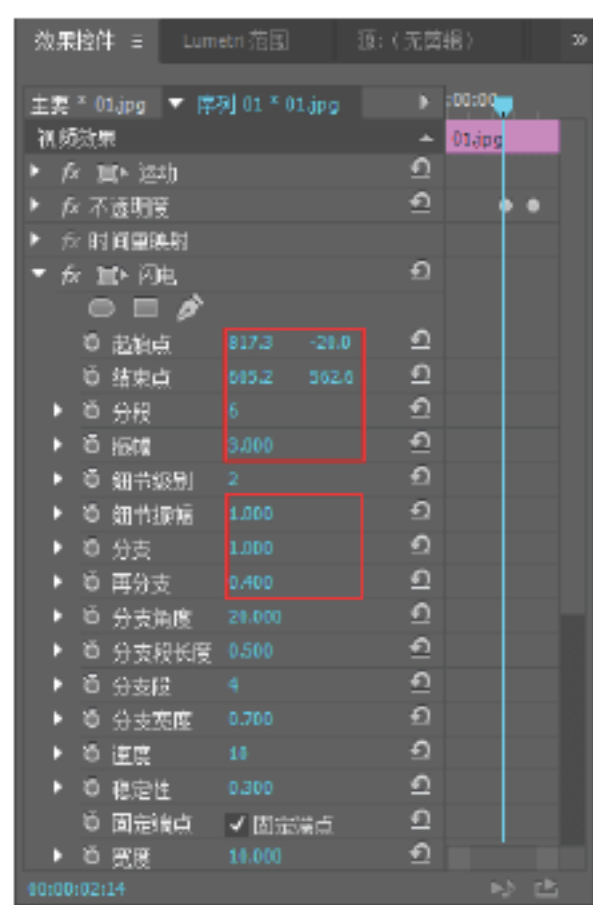 效果控件 ≡ Lumetri 范围 源:（无剪辑） »
主要 * 01.jpg ▼ 序列 01 * 01.jpg :00:00
视频效果 01.jpg
fx 运动
fx 不透明度
fx 时间重映射
fx 闪电
起始点 817.3 -20.0
结束点 605.2 562.6
分段 6
振幅 3.000
细节级别 2
细节振幅 1.000
分支 1.000
再分支 0.400
分支角度 20.000
分支段长度 0.500
分支段 4
分支宽度 0.700
速度 10
稳定性 0.300
固定端点 ✓ 固定端点
宽度 10.000
00:00:02:14